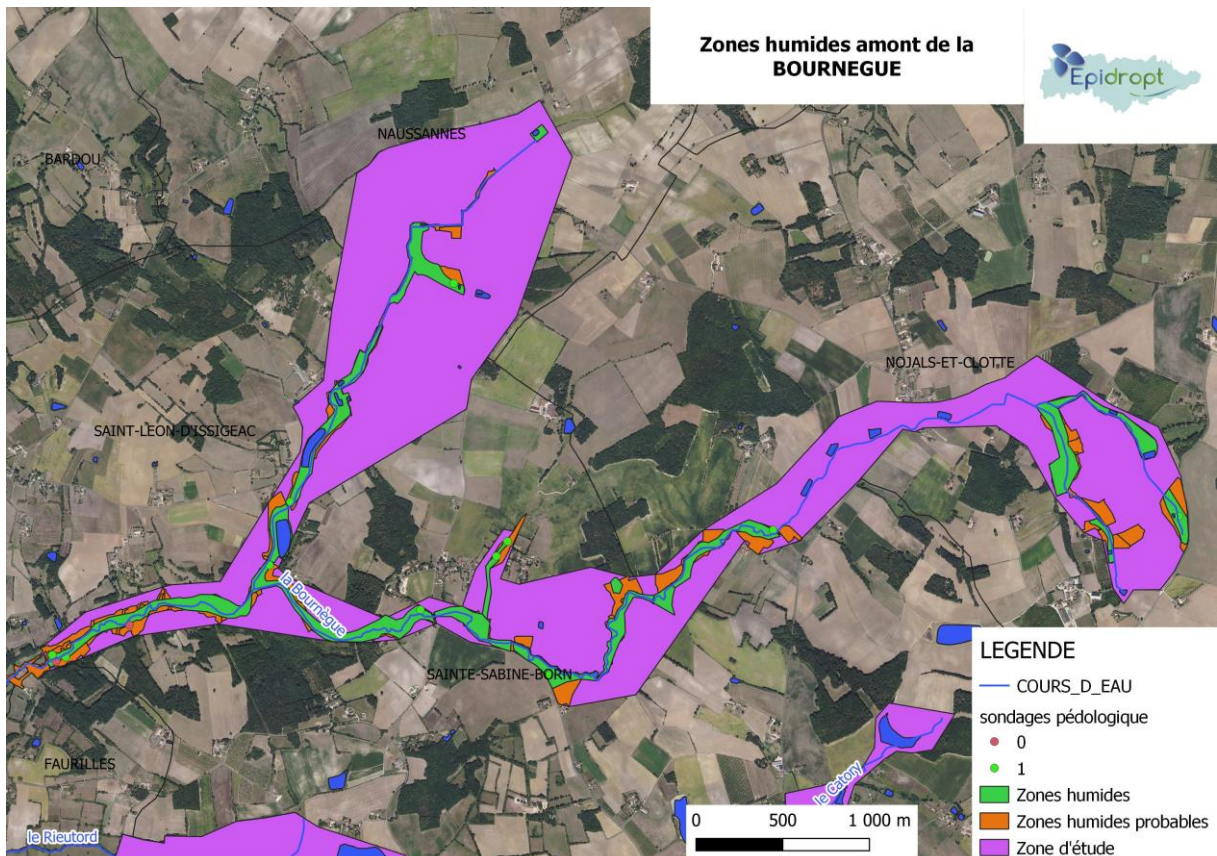 Zones humides amont de la
BOURNEGUE
Epidropt
NAUSSANNES
BARDOU
NOJALS-ET-CLOTTE
SAINT-LEON-D'ISSIGEAC
la Bournègue
SAINTE-SABINE-BORN
FAURILLES
le Rieutord
le Catory
0 500 1 000 m
LEGENDE
COURS_D_EAU
sondages pédologique
0
1
Zones humides
Zones humides probables
Zone d'étude